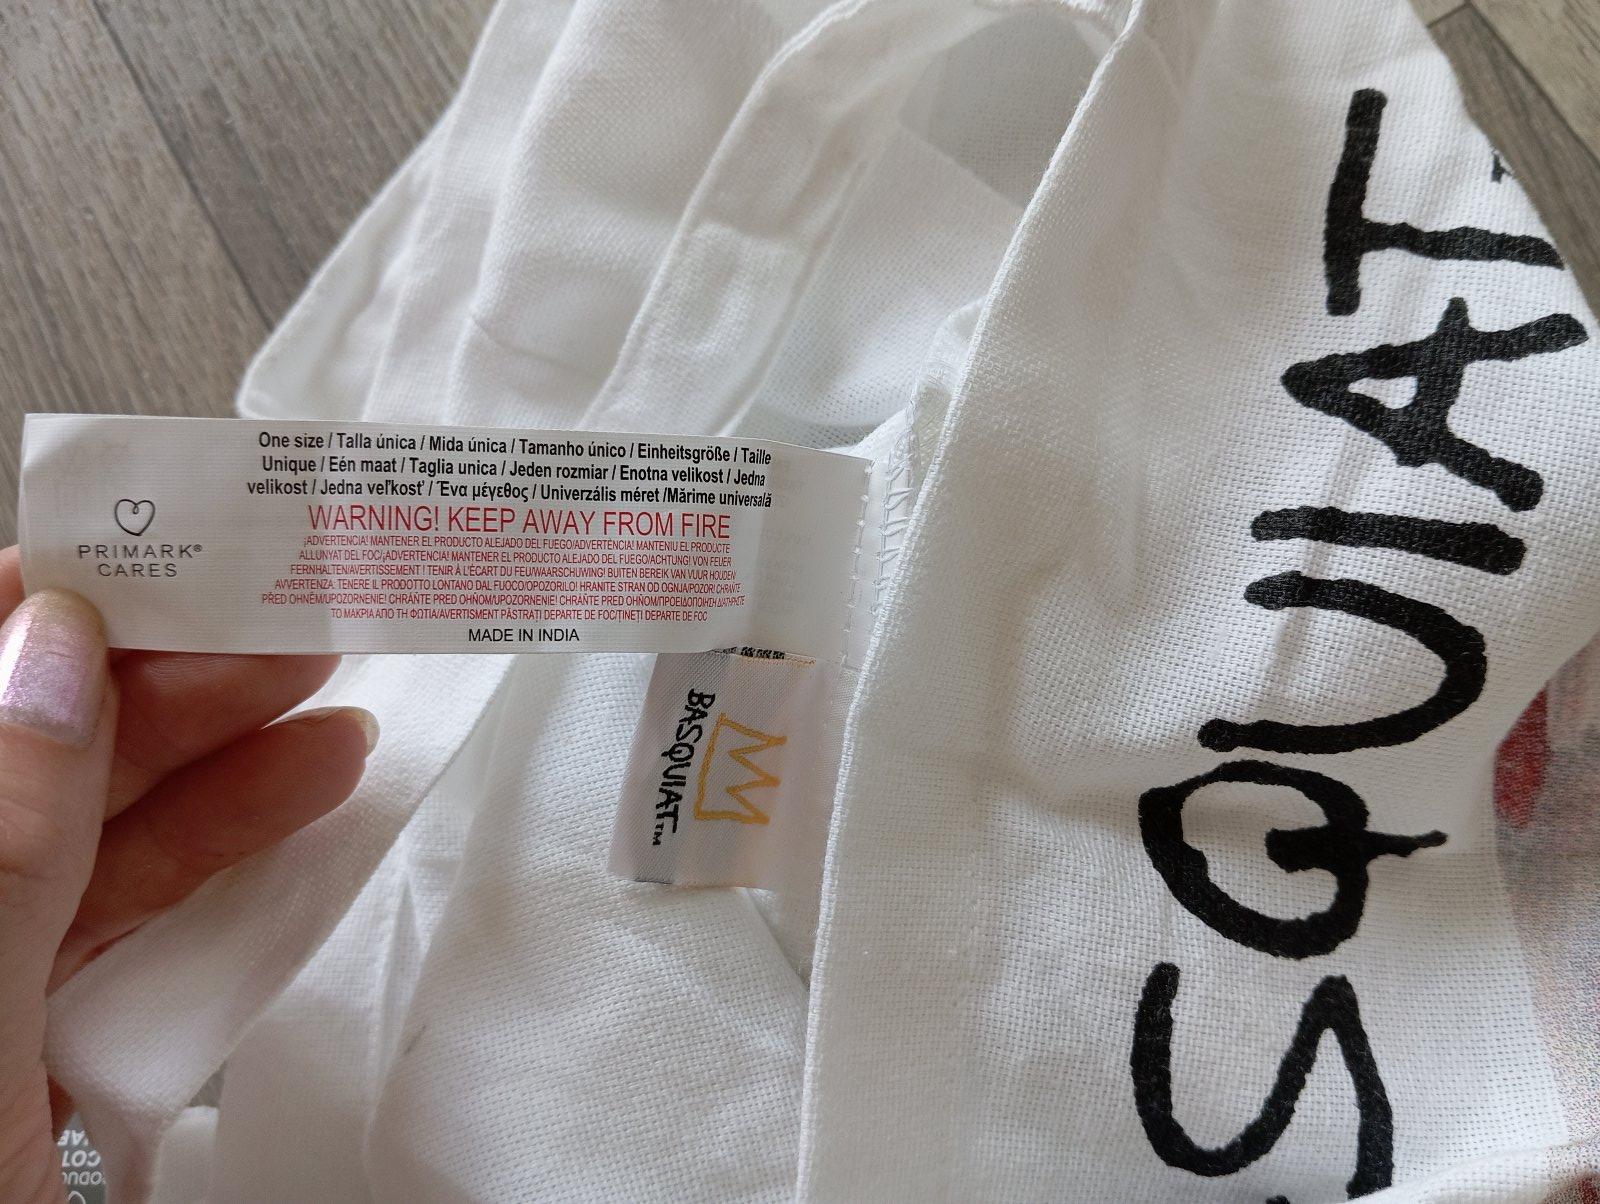 One size / Talla única / Mida única / Tamanho único / Einheitsgröße / Taille
Unique / Eén maat / Taglia unica / Jeden rozmiar / Enotna velikost / Jedna
velikost / Jedna veľkosť / Ένα μέγεθος / Univerzális méret /Mărime universală
WARNING! KEEP AWAY FROM FIRE
¡ADVERTENCIA! MANTENER EL PRODUCTO ALEJADO DEL FUEGO/ADVERTÈNCIA! MANTENIU EL PRODUCTE
ALLUNYAT DEL FOC/¡ADVERTENCIA! MANTENER EL PRODUCTO ALEJADO DEL FUEGO/ACHTUNG! VON FEUER
FERNHALTEN/AVERTISSEMENT ! TENIR À L'ÉCART DU FEU/WAARSCHUWING! BUITEN BEREIK VAN VUUR HOUDEN/
AVVERTENZA: TENERE IL PRODOTTO LONTANO DAL FUOCO/OPOZORILO! HRANITE STRAN OD OGNJA/POZOR! CHRAŇTE
PŘED OHNĚM/UPOZORNENIE! CHRÁŇTE PRED OHŇOM/UPOZORNENIE! CHRÁŇTE PRED OHŇOM/ΠΡΟΕΙΔΟΠΟΙΗΣΗ ΔΙΑΤΗΡΗΣΤΕ
ΤΟ ΜΑΚΡΙΑ ΑΠΟ ΤΗ ΦΩΤΙΑ/AVERTISMENT PĂSTRAȚI DEPARTE DE FOC/ȚINEȚI DEPARTE DE FOC
MADE IN INDIA
PRIMARK®
CARES
BASQUIAT™
SQUIAT